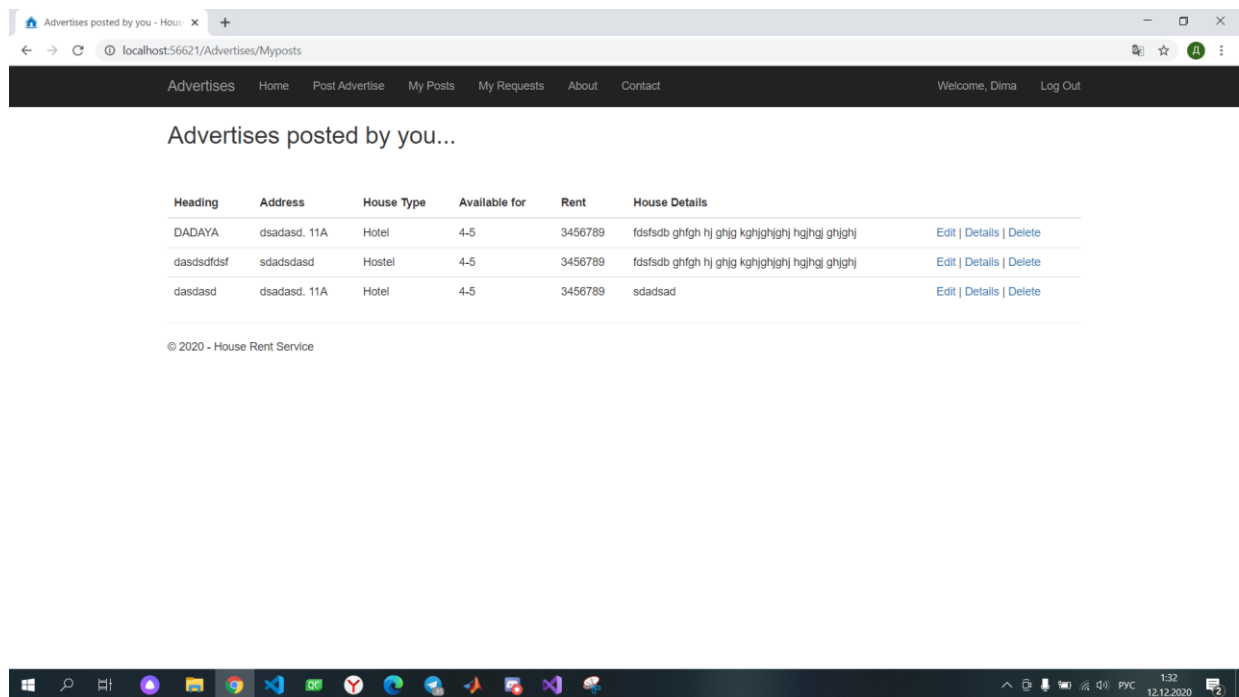 Advertises posted by you - Hous
localhost:56621/Advertises/Myposts
Д
Advertises Home Post Advertise My Posts My Requests About Contact Welcome, Dima Log Out
Advertises posted by you...
Heading Address House Type Available for Rent House Details
DADAYA dsadasd. 11A Hotel 4-5 3456789 fdsfsdb ghfgh hj ghjg kghjghjghj hgjhgj ghjghj Edit | Details | Delete
dasdsdfdsf sdadsdasd Hostel 4-5 3456789 fdsfsdb ghfgh hj ghjg kghjghjghj hgjhgj ghjghj Edit | Details | Delete
dasdasd dsadasd. 11A Hotel 4-5 3456789 sdadsad Edit | Details | Delete
© 2020 - House Rent Service
QC
РУС
1:32
12.12.2020
2